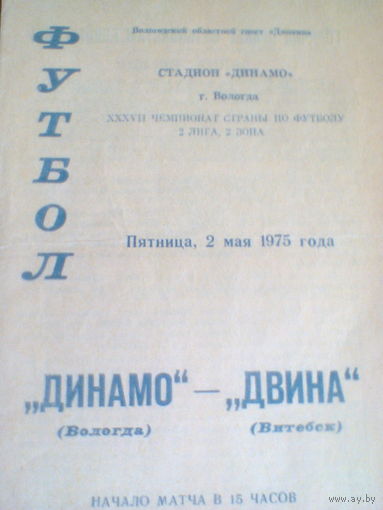 ФУТБОЛ
Вологодский областной совет «Динамо»
СТАДИОН «ДИНАМО»
г. Вологда
XXXVII ЧЕМПИОНАТ СТРАНЫ ПО ФУТБОЛУ
2 ЛИГА, 2 ЗОНА
Пятница, 2 мая 1975 года
„ДИНАМО“ — „ДВИНА“
(Вологда) (Витебск)
НАЧАЛО МАТЧА В 15 ЧАСОВ
www.ay.by